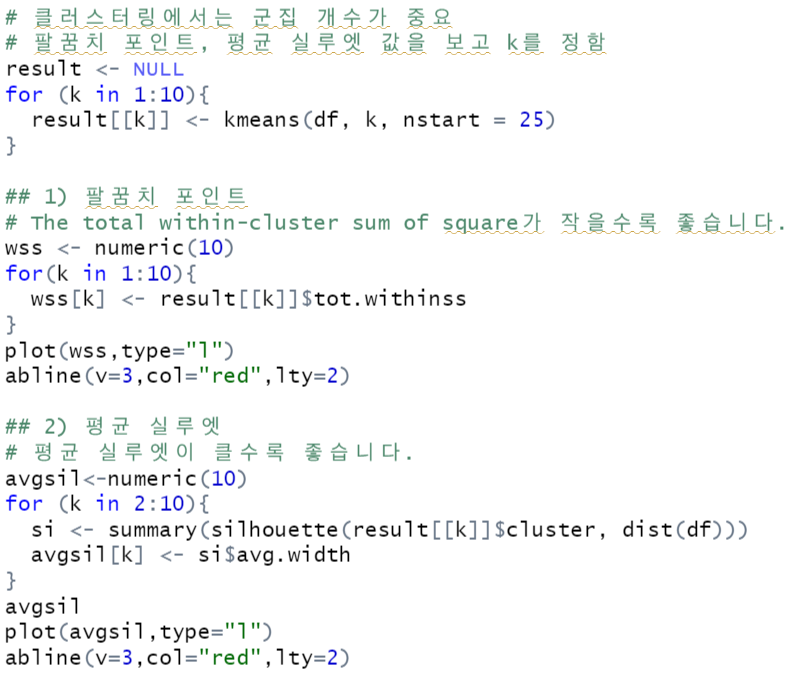 # 클러스터링에서는 군집 개수가 중요
# 팔꿈치 포인트, 평균 실루엣 값을 보고 k를 정함
result <- NULL
for (k in 1:10){
  result[[k]] <- kmeans(df, k, nstart = 25)
}
## 1) 팔꿈치 포인트
# The total within-cluster sum of square가 작을수록 좋습니다.
wss <- numeric(10)
for(k in 1:10){
  wss[k] <- result[[k]]$tot.withinss
}
plot(wss,type="l")
abline(v=3,col="red",lty=2)
## 2) 평균 실루엣
# 평균 실루엣이 클수록 좋습니다.
avgsil<-numeric(10)
for (k in 2:10){
  si <- summary(silhouette(result[[k]]$cluster, dist(df)))
  avgsil[k] <- si$avg.width
}
avgsil
plot(avgsil,type="l")
abline(v=3,col="red",lty=2)